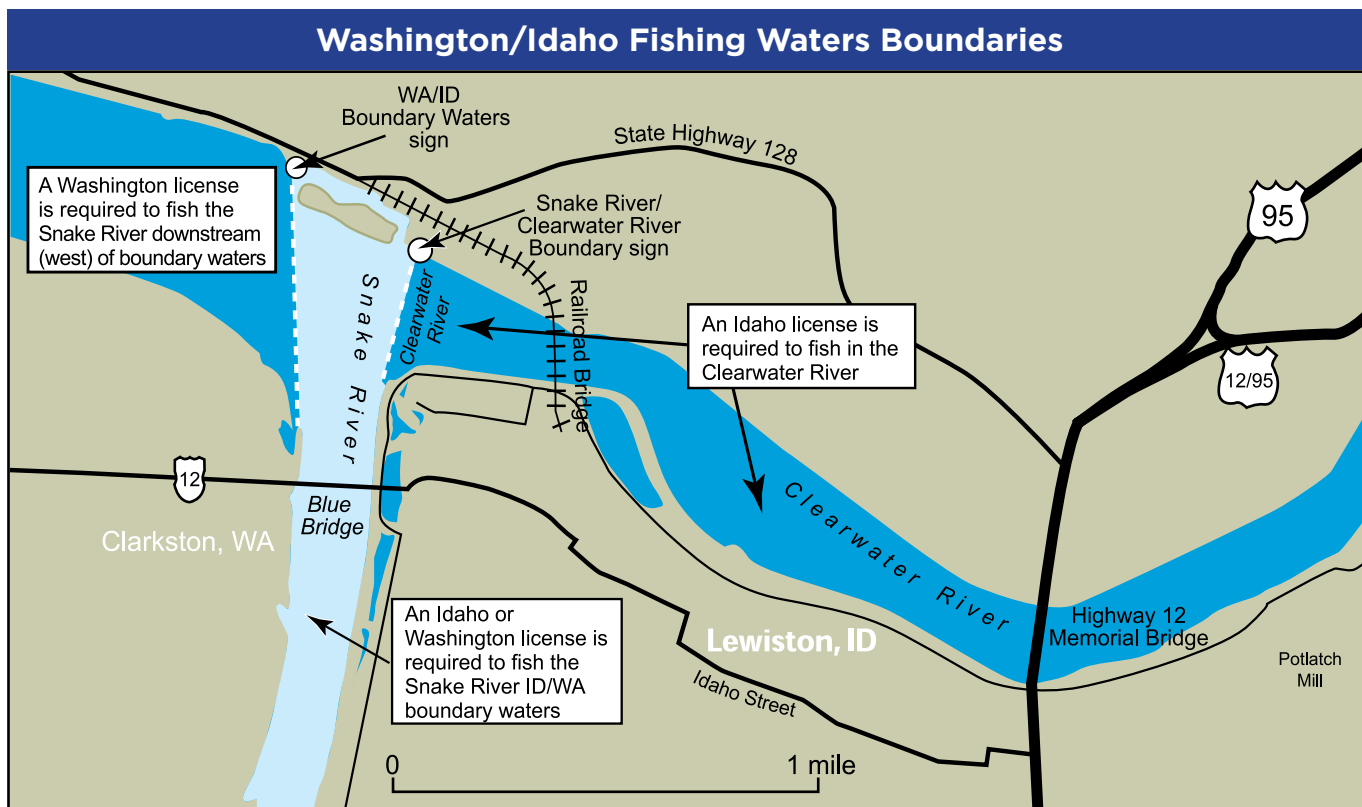 Washington/Idaho Fishing Waters Boundaries
WA/ID
Boundary Waters
sign
State Highway 128
A Washington license
is required to fish the
Snake River downstream
(west) of boundary waters
Snake River/
Clearwater River
Boundary sign
95
12/95
Snake River
Clearwater
River
Railroad Bridge
An Idaho license is
required to fish in the
Clearwater River
12
Blue
Bridge
Clarkston, WA
Clearwater River
An Idaho or
Washington license is
required to fish the
Snake River ID/WA
boundary waters
Lewiston, ID
Highway 12
Memorial Bridge
Potlatch
Mill
Idaho Street
0
1 mile